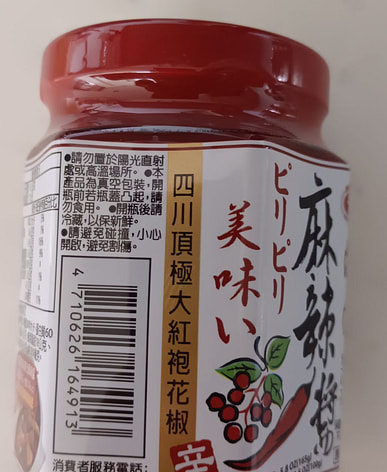 ●請勿置於陽光直射
處或高溫場所。●本
產品為真空包裝，開
瓶前若瓶蓋凸起，請
勿食用。●開瓶後請
冷藏，以保新鮮。
●請避免碰撞，小心
開啟，避免割傷。
4710626164913
消費者服務電話：
四川頂極大紅袍花椒
辛
ピリピリ
美味い
麻辣醬